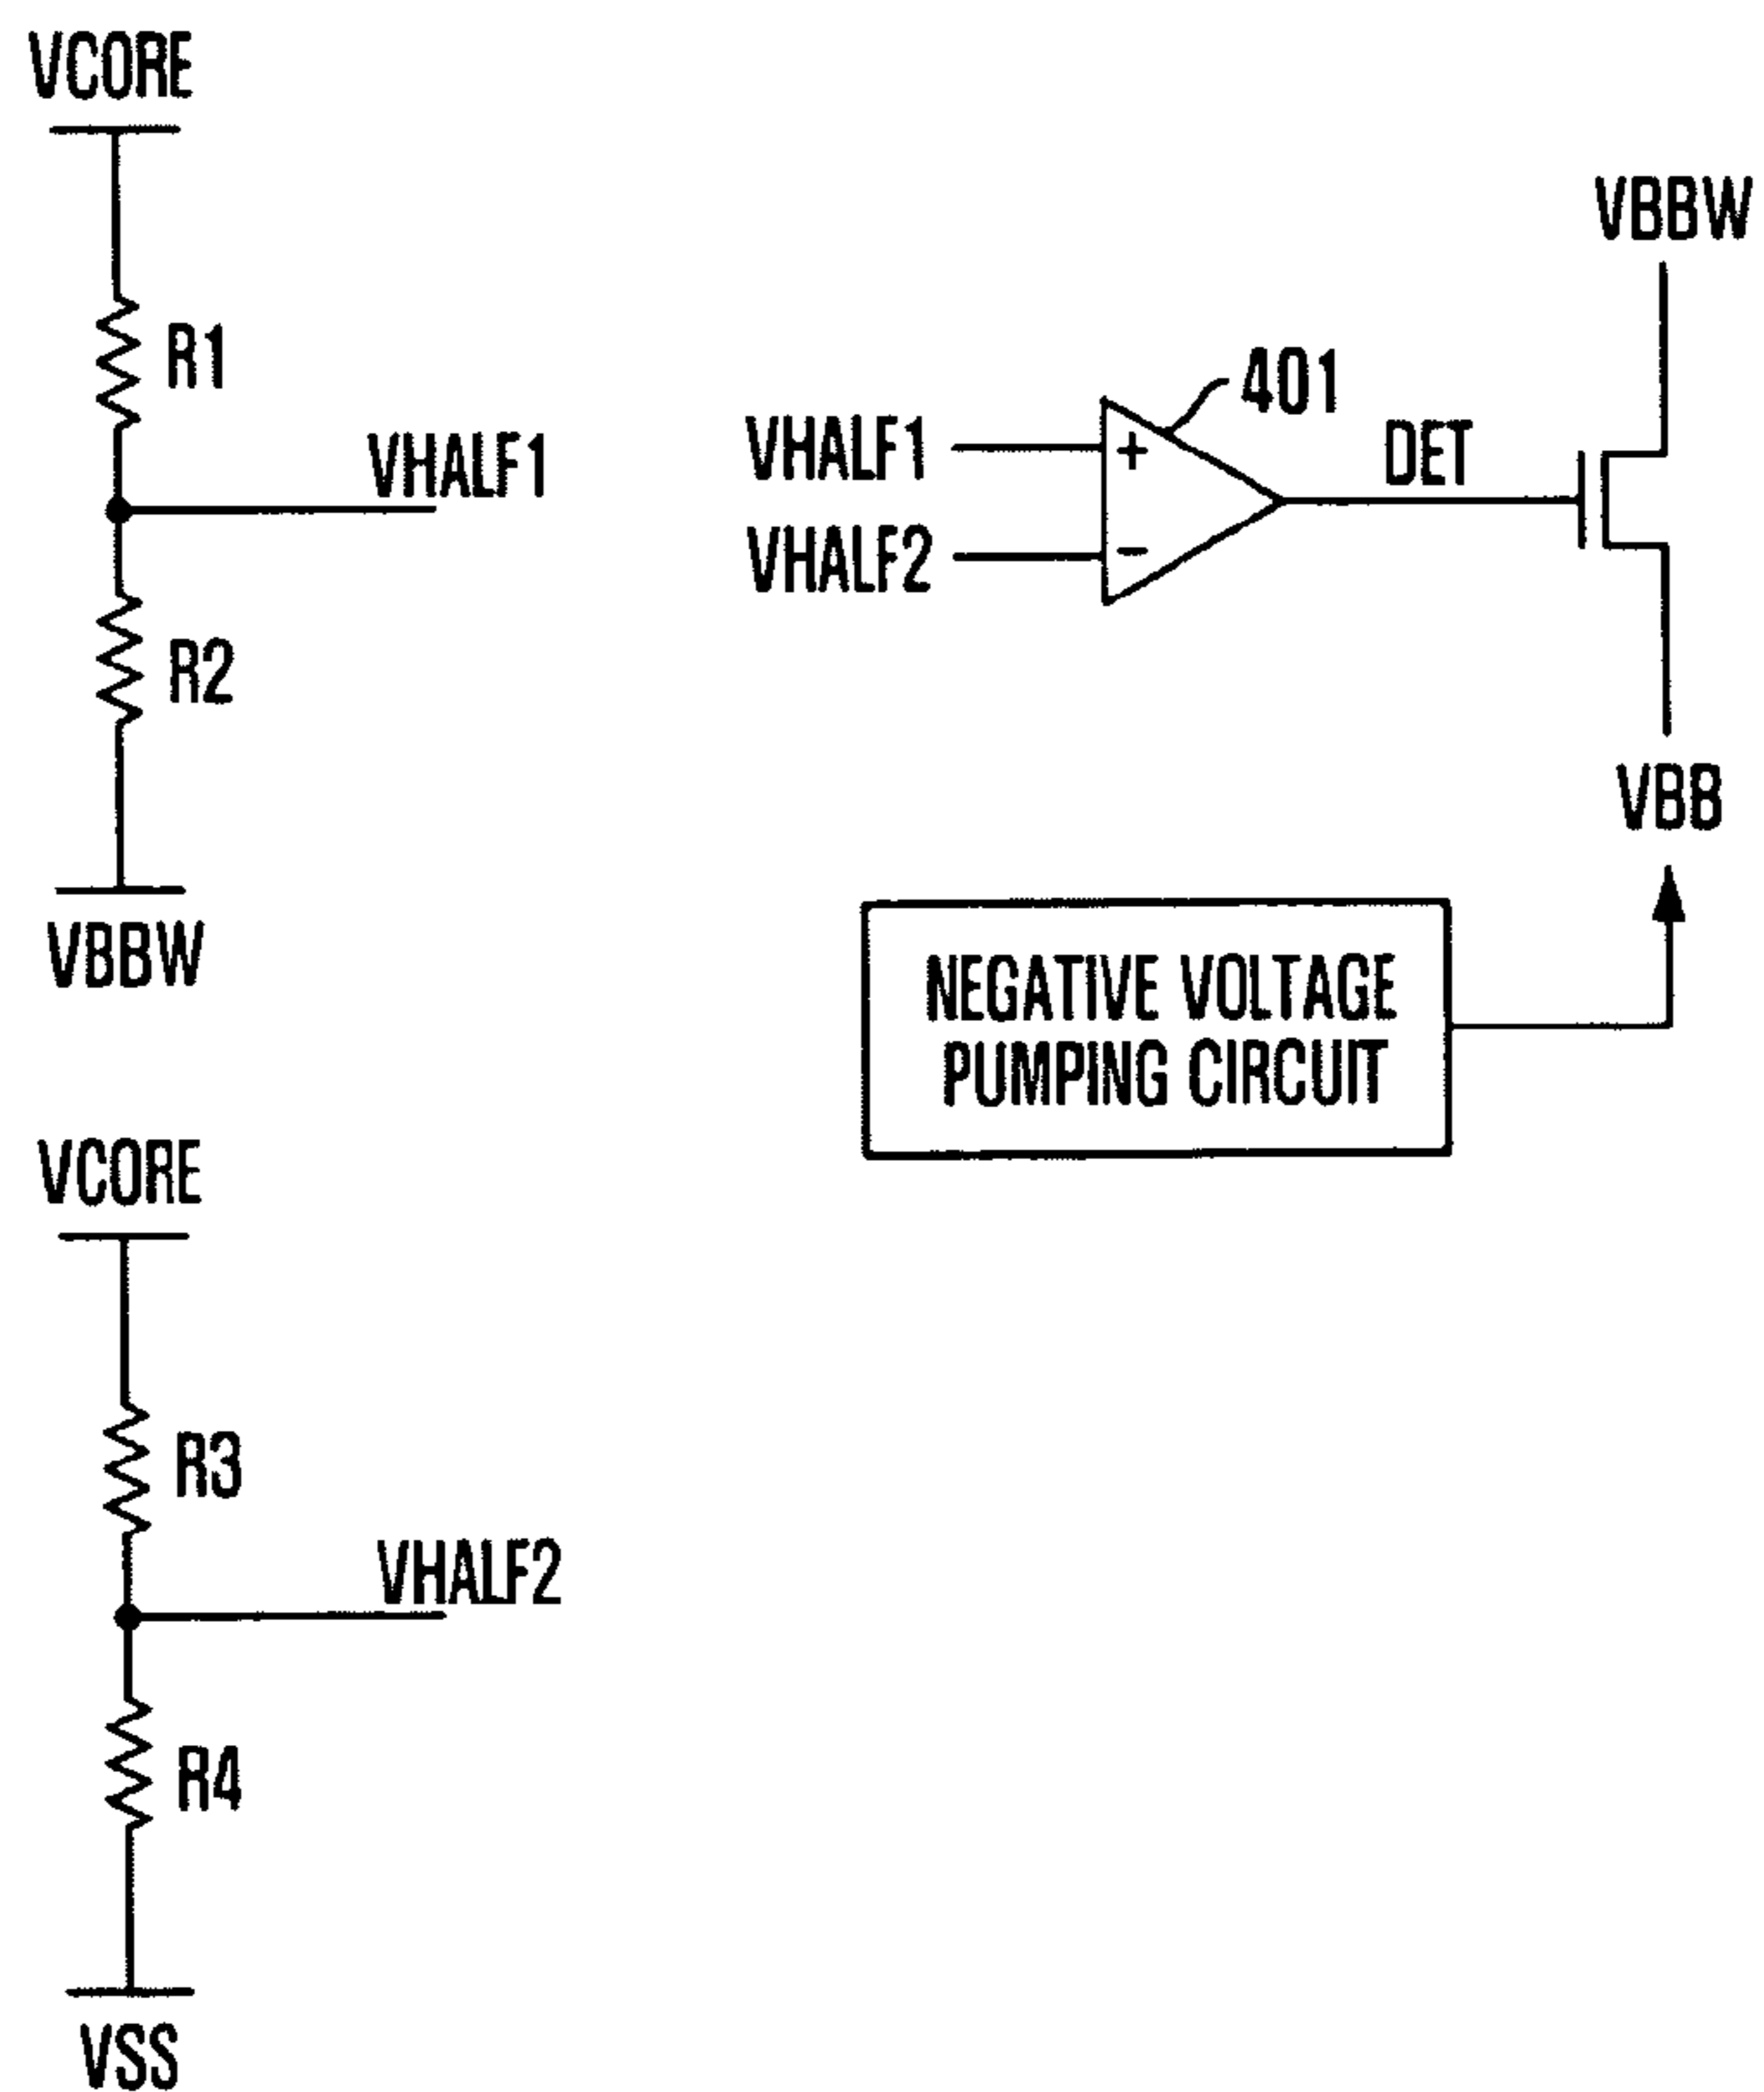 VCORE
R1
VHALF1
R2
VBBW
VCORE
R3
VHALF2
R4
VSS
VBBW
401
VHALF1
+
DET
VHALF2
−
VBB
NEGATIVE VOLTAGE
PUMPING CIRCUIT